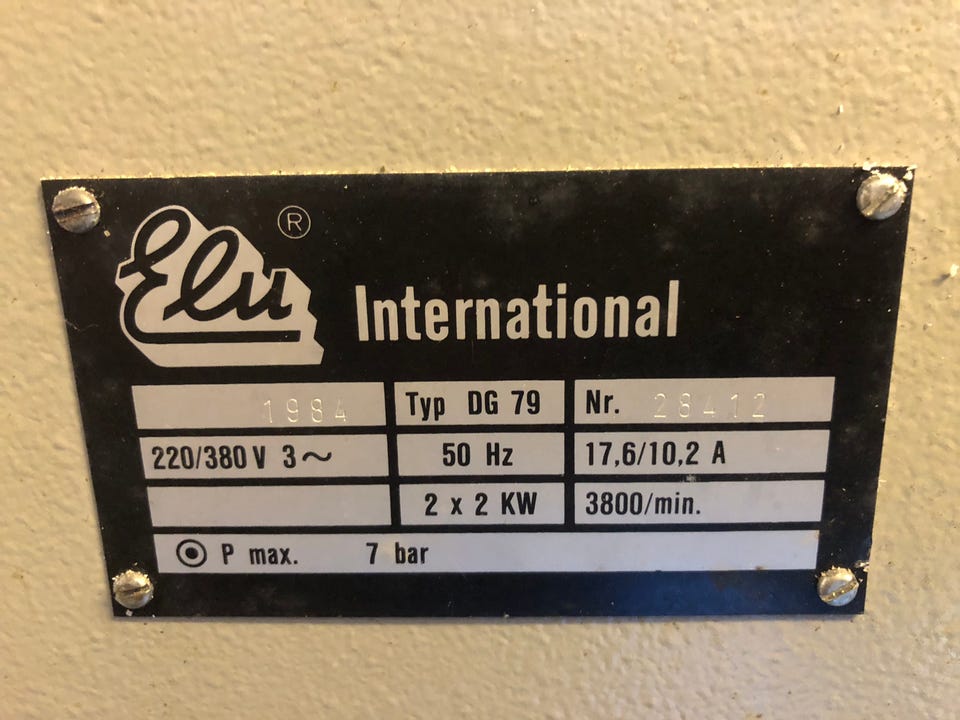 Elu ®
International
1984 Typ DG 79 Nr. 28412
220/380 V 3~ 50 Hz 17,6/10,2 A
2 x 2 KW 3800/min.
P max. 7 bar